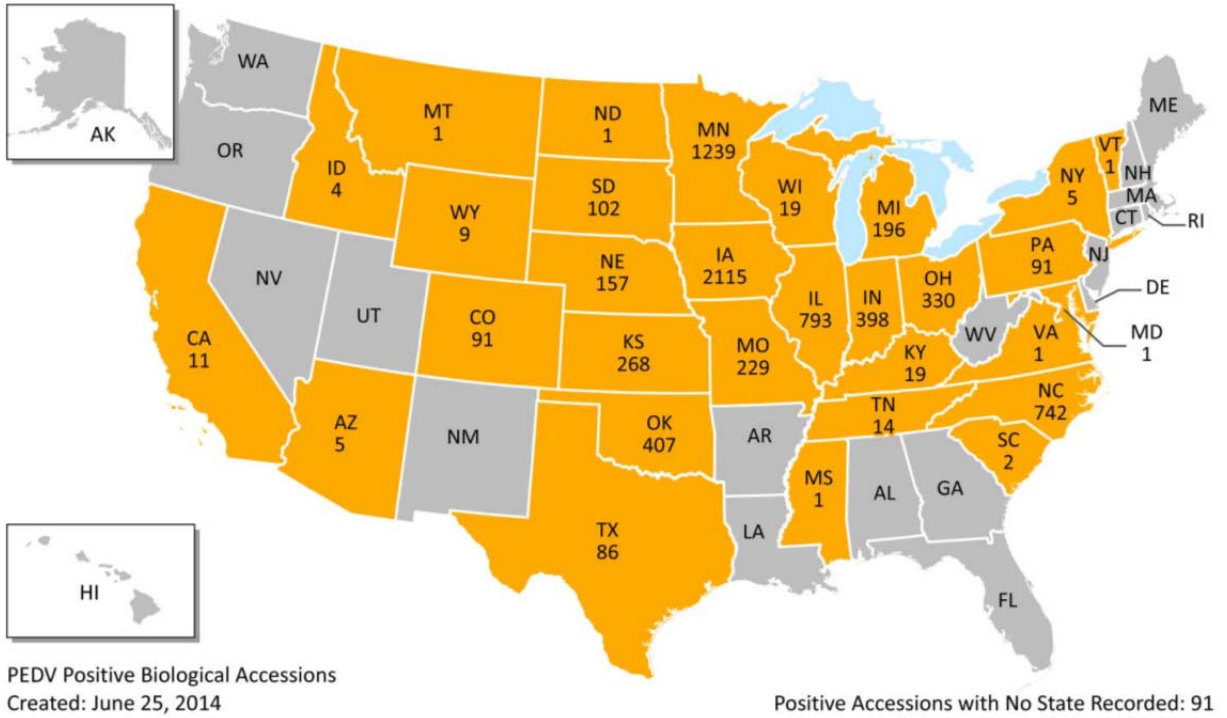 WA
ME
AK
MT
1
ND
1
MN
1239
VT
1
OR
ID
4
NH
NY
5
SD
102
WI
19
MA
WY
9
MI
196
CT
RI
PA
91
NJ
NE
157
IA
2115
NV
OH
330
DE
IL
793
IN
398
UT
CO
91
WV
VA
1
MD
1
CA
11
KS
268
MO
229
KY
19
NC
742
TN
14
AZ
5
NM
OK
407
AR
SC
2
MS
1
AL
GA
TX
86
LA
HI
FL
PEDV Positive Biological Accessions
Created: June 25, 2014
Positive Accessions with No State Recorded: 91